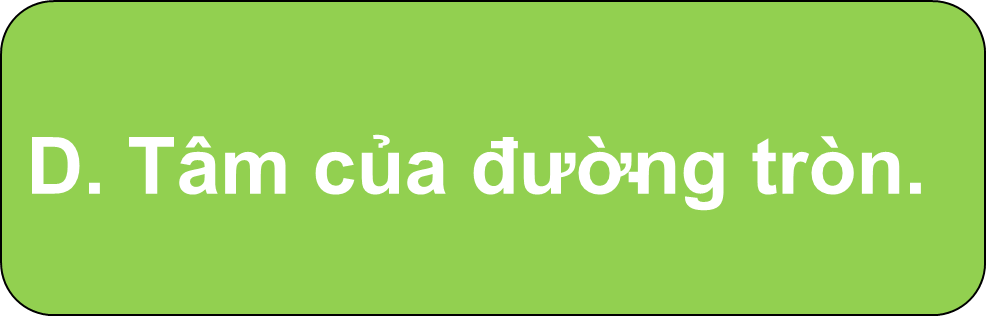 D. Tâm của đường tròn.